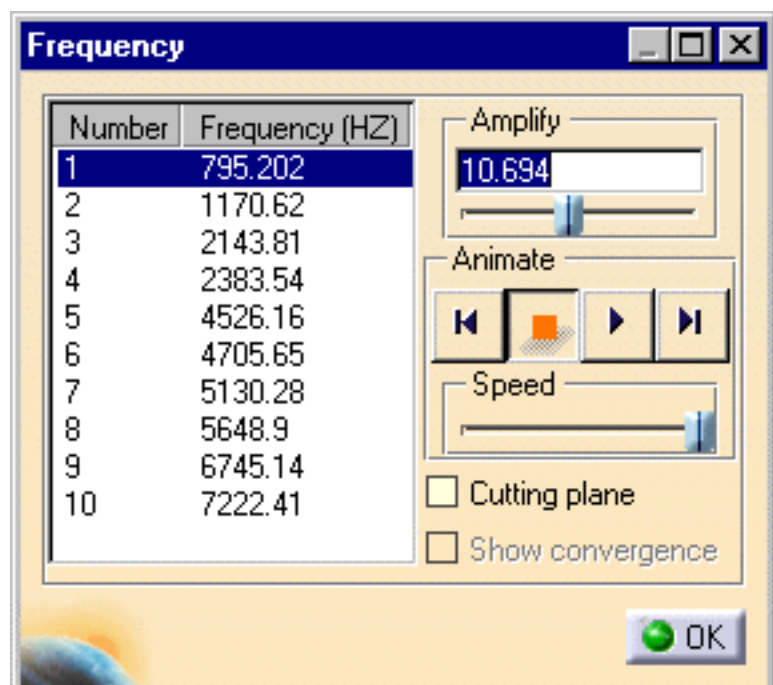 Frequency
Number Frequency (HZ)
1 795.202
2 1170.62
3 2143.81
4 2383.54
5 4526.16
6 4705.65
7 5130.28
8 5648.9
9 6745.14
10 7222.41
Amplify
10.694
Animate
Speed
Cutting plane
Show convergence
OK